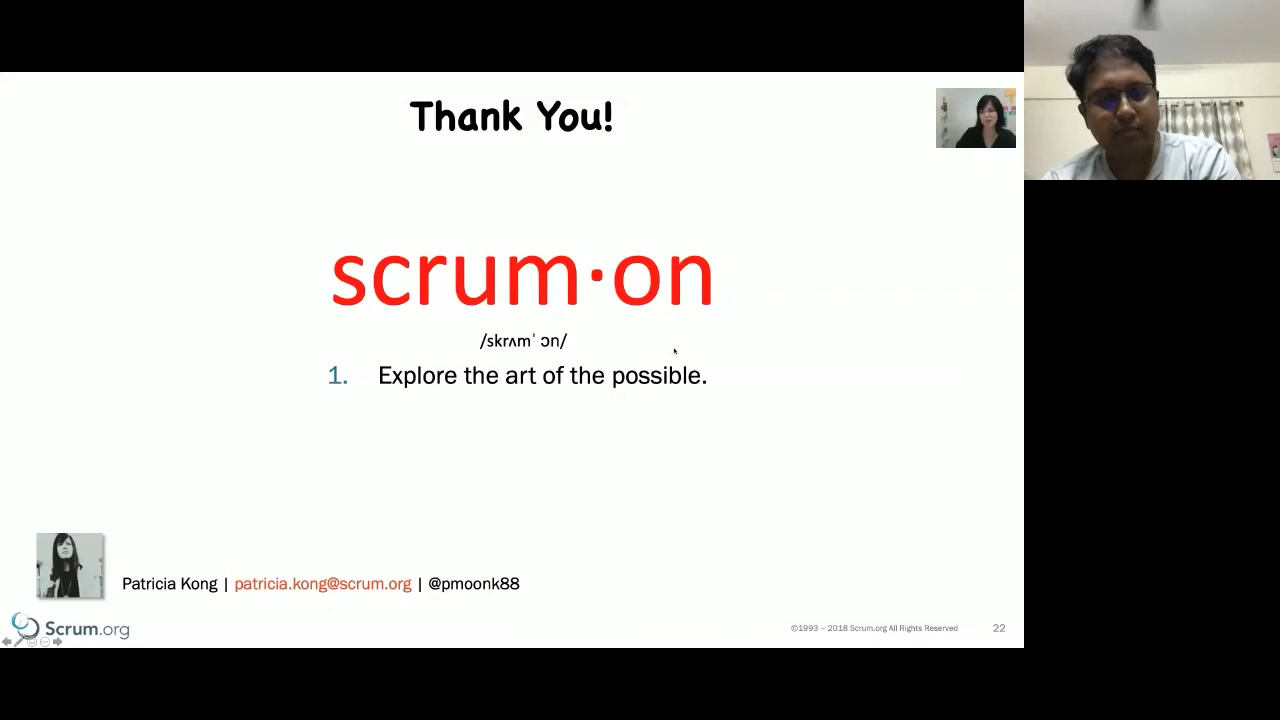 Thank You!
scrum·on
/skrʌmˈ ɔn/
1. Explore the art of the possible.
Patricia Kong | patricia.kong@scrum.org | @pmoonk88
Scrum.org
©1993 – 2018 Scrum.org All Rights Reserved
22